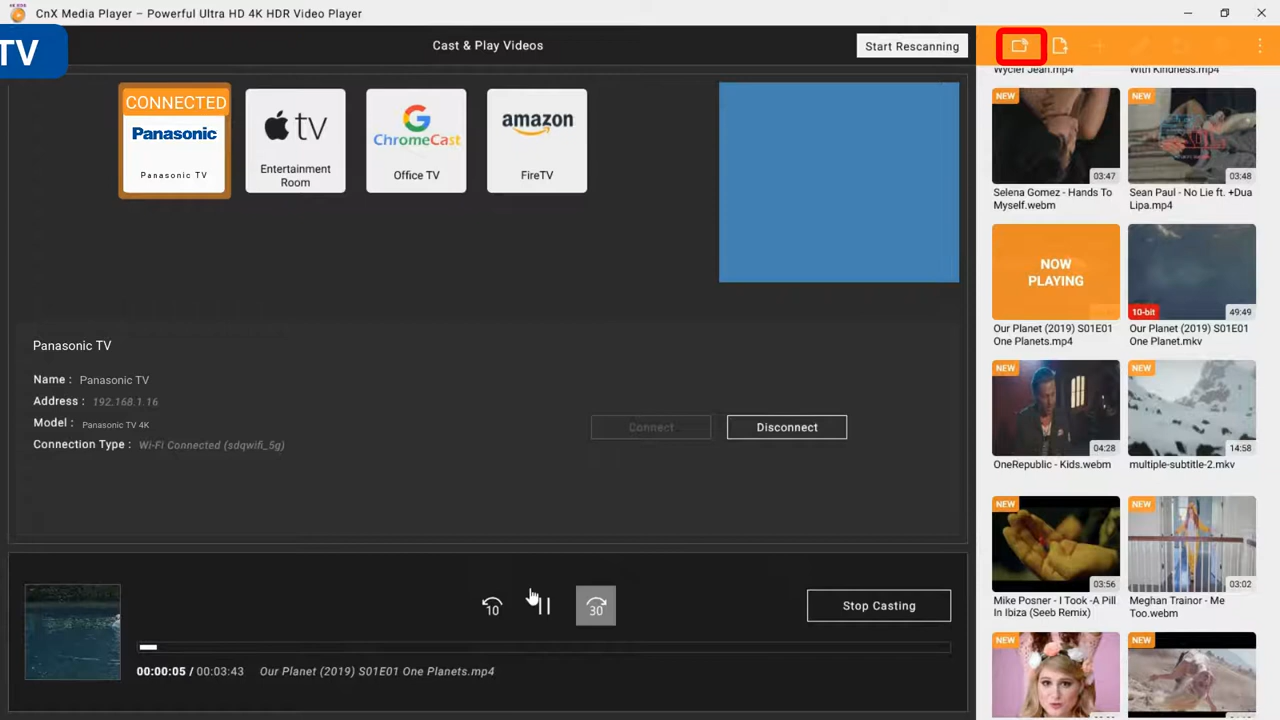 CnX Media Player – Powerful Ultra HD 4K HDR Video Player
TV
Cast & Play Videos
Start Rescanning
CONNECTED
Panasonic
Panasonic TV
tv
Entertainment
Room
G
ChromeCast
Office TV
amazon
FireTV
Panasonic TV
Name : Panasonic TV
Address : 192.168.1.16
Model : Panasonic TV 4K
Connection Type : Wi-Fi Connected (sdqwifi_5g)
Connect
Disconnect
10
30
Stop Casting
00:00:05 / 00:03:43
Our Planet (2019) S01E01 One Planets.mp4
Wyclef Jean.mp4
With Kindness.mp4
NEW
03:47
Selena Gomez - Hands To
Myself.webm
NEW
03:48
Sean Paul - No Lie ft. +Dua
Lipa.mp4
NOW
PLAYING
Our Planet (2019) S01E01
One Planets.mp4
10-bit
49:49
Our Planet (2019) S01E01
One Planet.mkv
NEW
04:28
OneRepublic - Kids.webm
NEW
14:58
multiple-subtitle-2.mkv
NEW
03:56
Mike Posner - I Took -A Pill
In Ibiza (Seeb Remix)
NEW
03:02
Meghan Trainor - Me
Too.webm
NEW
NEW